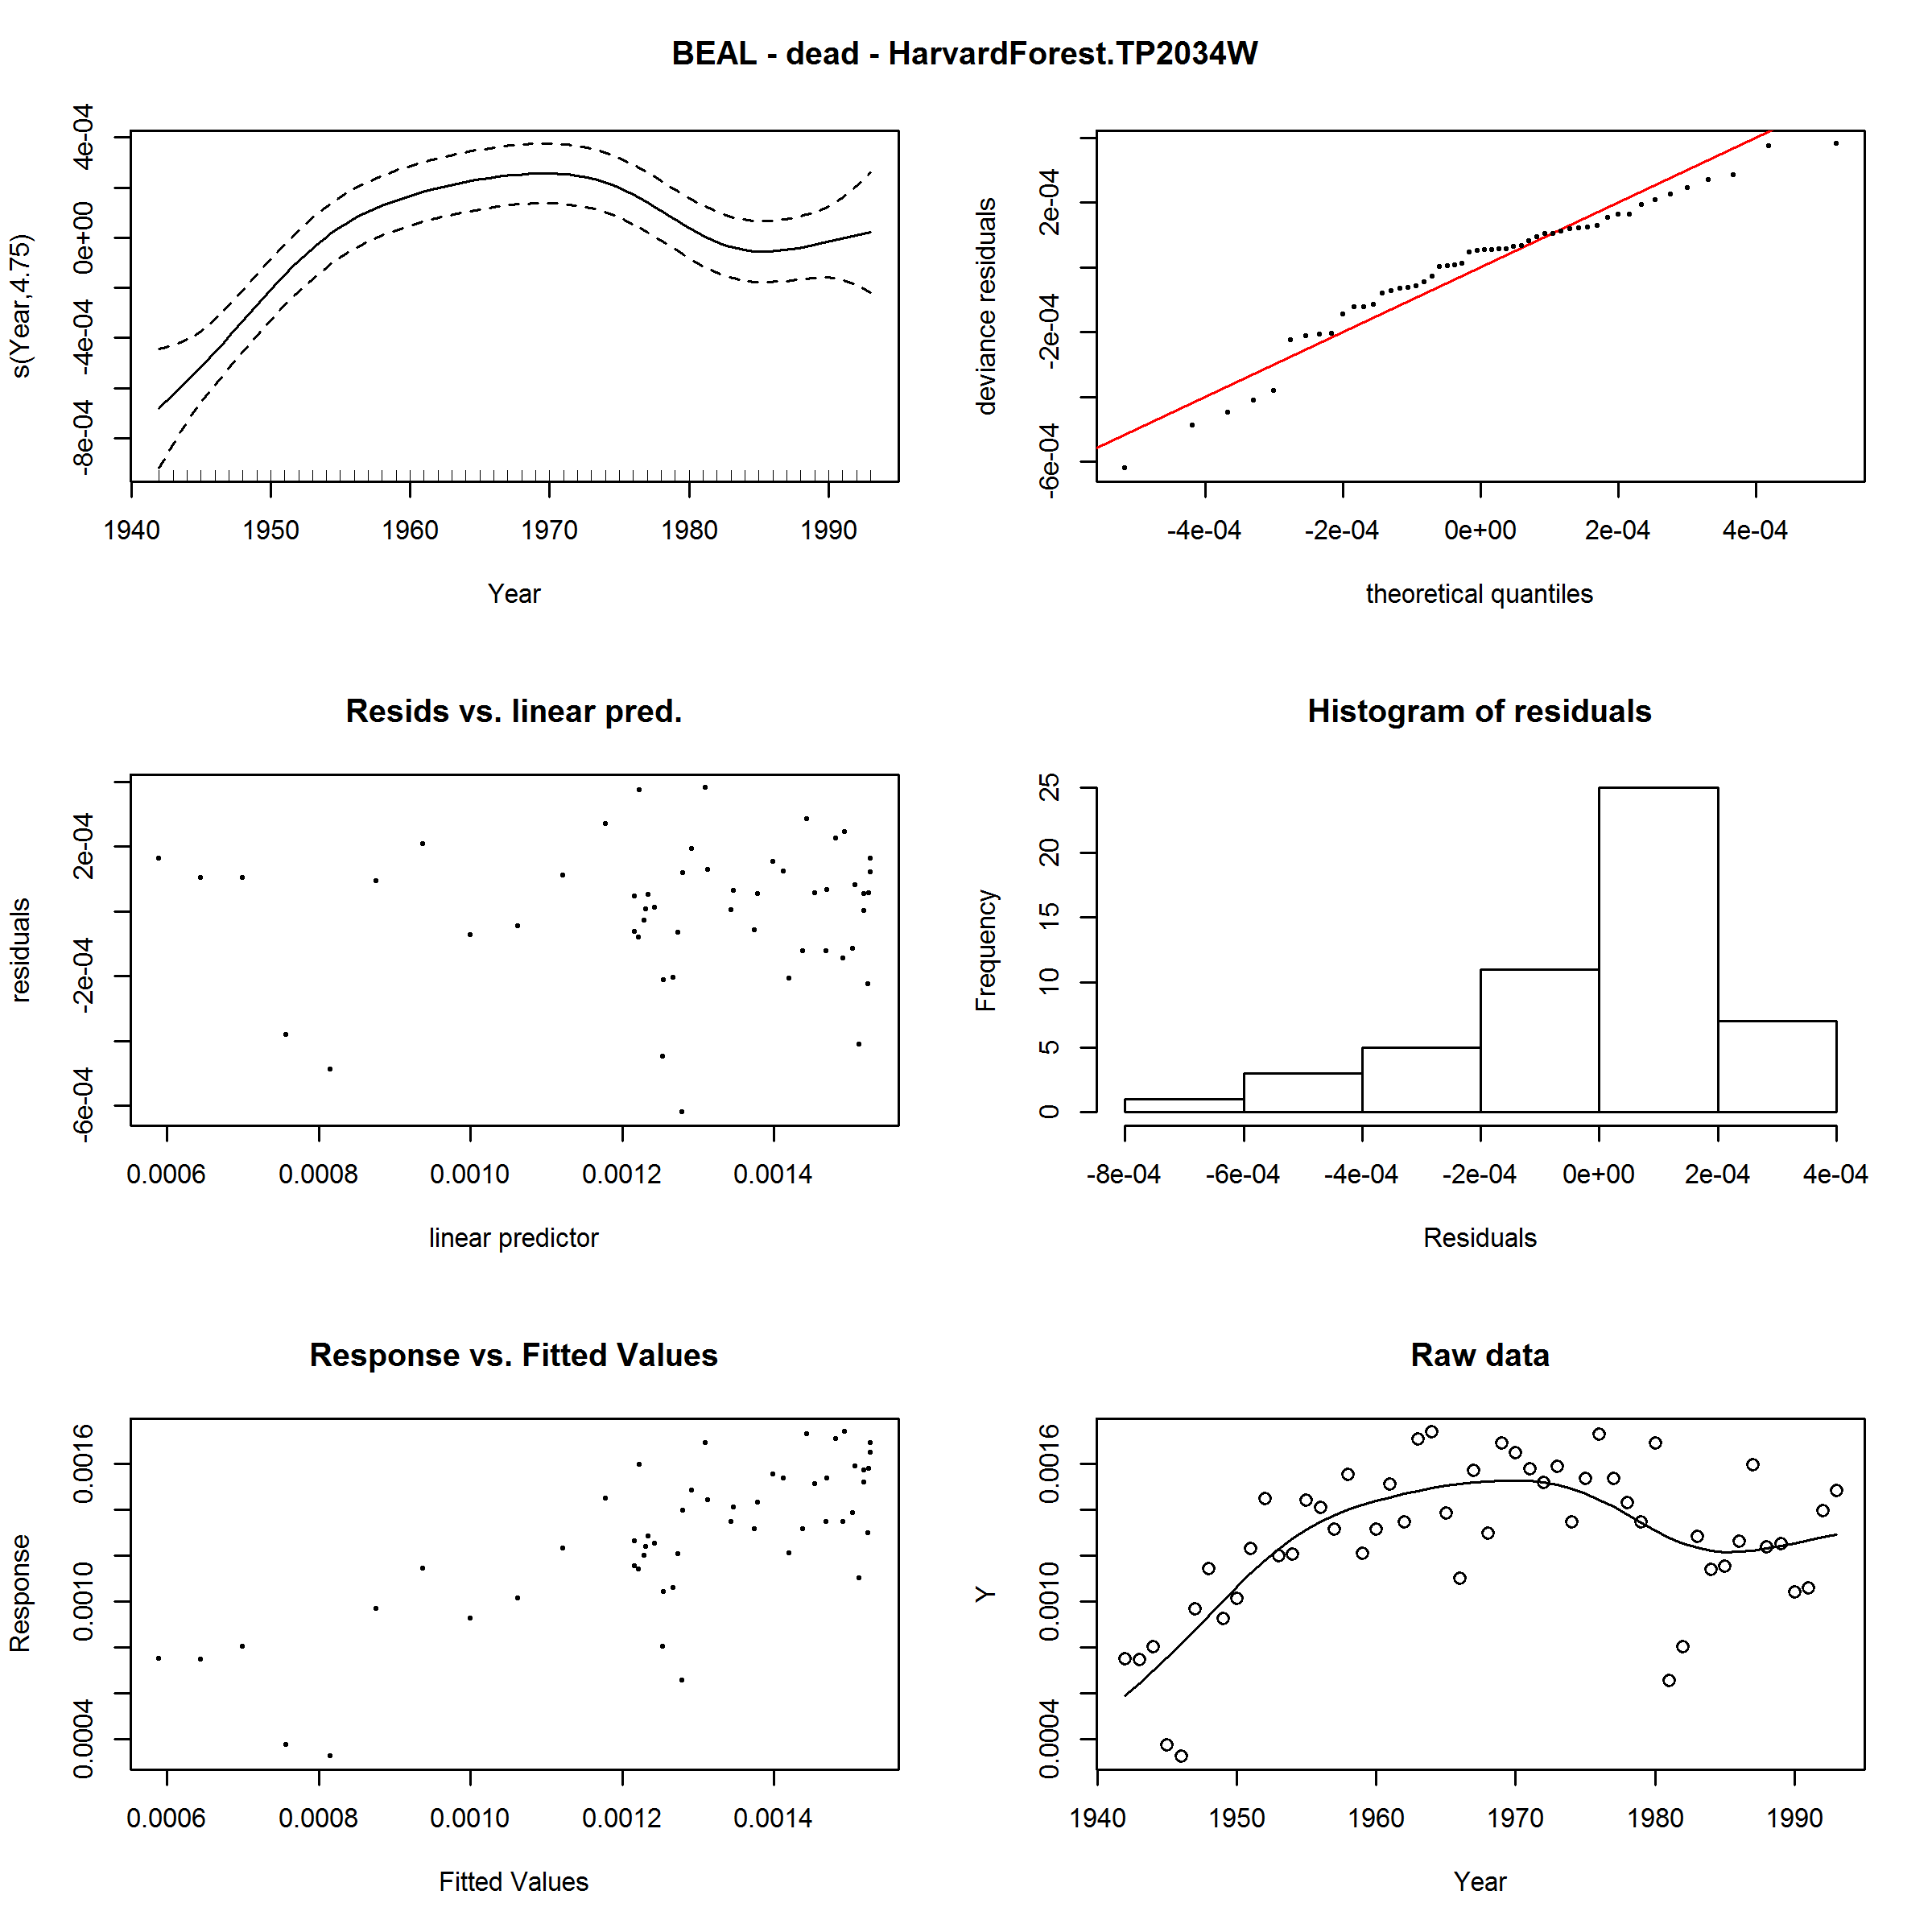 BEAL - dead - HarvardForest.TP2034W
s(Year,4.75)
-8e-04 -4e-04 0e+00 4e-04
1940 1950 1960 1970 1980 1990
Year
deviance residuals
-6e-04 -2e-04 2e-04
-4e-04 -2e-04 0e+00 2e-04 4e-04
theoretical quantiles
Resids vs. linear pred.
residuals
-6e-04 -2e-04 2e-04
0.0006 0.0008 0.0010 0.0012 0.0014
linear predictor
Histogram of residuals
Frequency
0 5 10 15 20 25
-8e-04 -6e-04 -4e-04 -2e-04 0e+00 2e-04 4e-04
Residuals
Response vs. Fitted Values
Response
0.0004 0.0010 0.0016
0.0006 0.0008 0.0010 0.0012 0.0014
Fitted Values
Raw data
Y
0.0004 0.0010 0.0016
1940 1950 1960 1970 1980 1990
Year